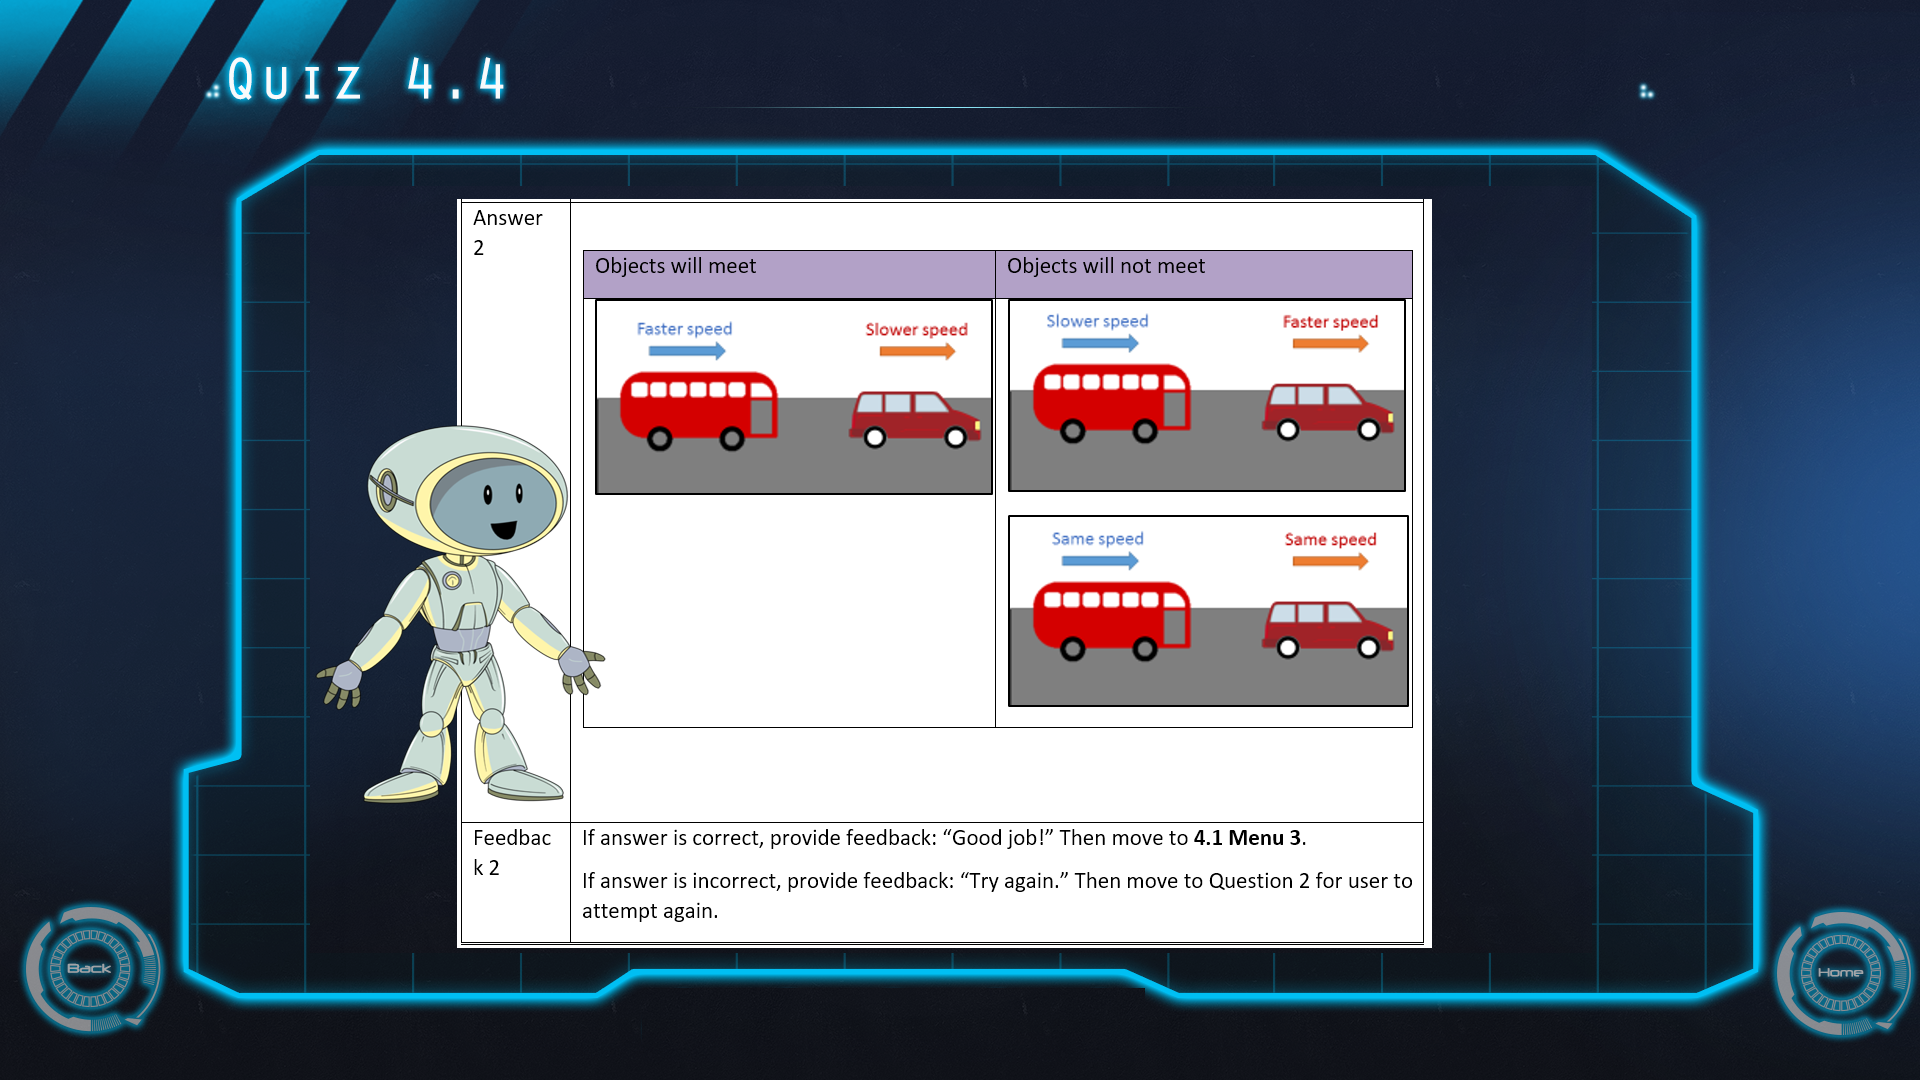 Quiz 4.4
Answer
2
Objects will meet
Objects will not meet
Faster speed
Slower speed
Slower speed
Faster speed
Same speed
Same speed
Feedbac
k 2
If answer is correct, provide feedback: “Good job!” Then move to 4.1 Menu 3.
If answer is incorrect, provide feedback: “Try again.” Then move to Question 2 for user to
attempt again.
Back
Home